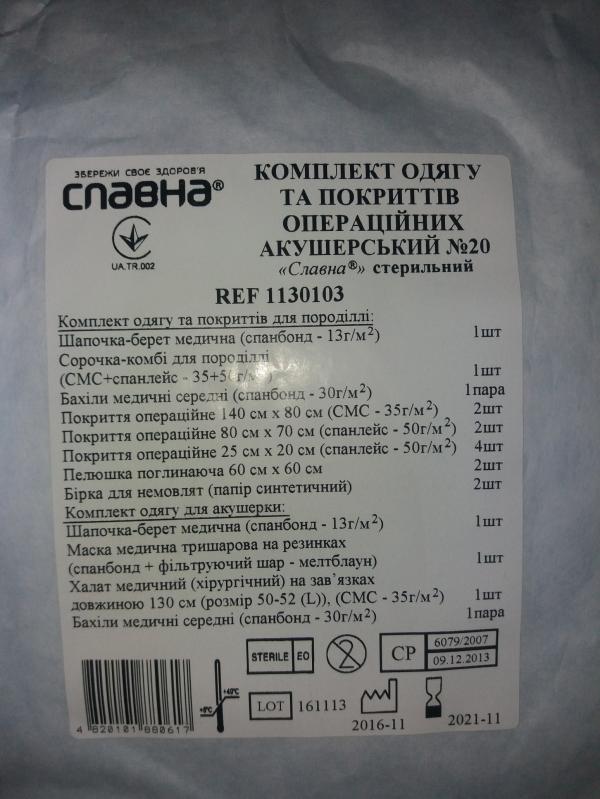 ЗБЕРЕЖИ СВОЄ ЗДОРОВ'Я
СЛАВНА®
UA.TR.002
КОМПЛЕКТ ОДЯГУ
ТА ПОКРИТТІВ
ОПЕРАЦІЙНИХ
АКУШЕРСЬКИЙ №20
«Славна®» стерильний
REF 1130103
Комплект одягу та покриттів для породіллі:
Шапочка-берет медична (спанбонд - 13г/м²) 1шт
Сорочка-комбі для породіллі
(СМС+спанлейс - 35+50г/м²) 1шт
Бахіли медичні середні (спанбонд - 30г/м²) 1пара
Покриття операційне 140 см х 80 см (СМС - 35г/м²) 2шт
Покриття операційне 80 см х 70 см (спанлейс - 50г/м²) 2шт
Покриття операційне 25 см х 20 см (спанлейс - 50г/м²) 4шт
Пелюшка поглинаюча 60 см х 60 см 2шт
Бірка для немовлят (папір синтетичний) 2шт
Комплект одягу для акушерки:
Шапочка-берет медична (спанбонд - 13г/м²) 1шт
Маска медична тришарова на резинках
(спанбонд + фільтруючий шар - мелтблаун) 1шт
Халат медичний (хірургічний) на зав'язках
довжиною 130 см (розмір 50-52 (L)), (СМС - 35г/м²) 1шт
Бахіли медичні середні (спанбонд - 30г/м²) 1пара
STERILE EO
2
СР
6079/2007
09.12.2013
+5°C
+40°C
LOT 161113
2016-11
2021-11
4 820101 880617